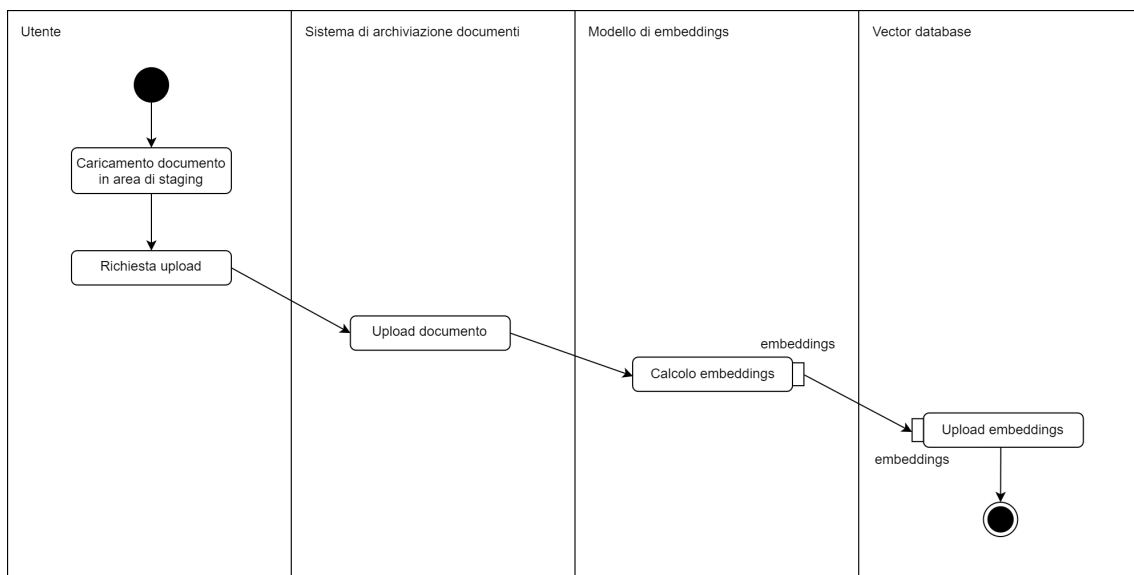 Utente
Sistema di archiviazione documenti
Modello di embeddings
Vector database
Caricamento documento
in area di staging
Richiesta upload
Upload documento
embeddings
Calcolo embeddings
Upload embeddings
embeddings